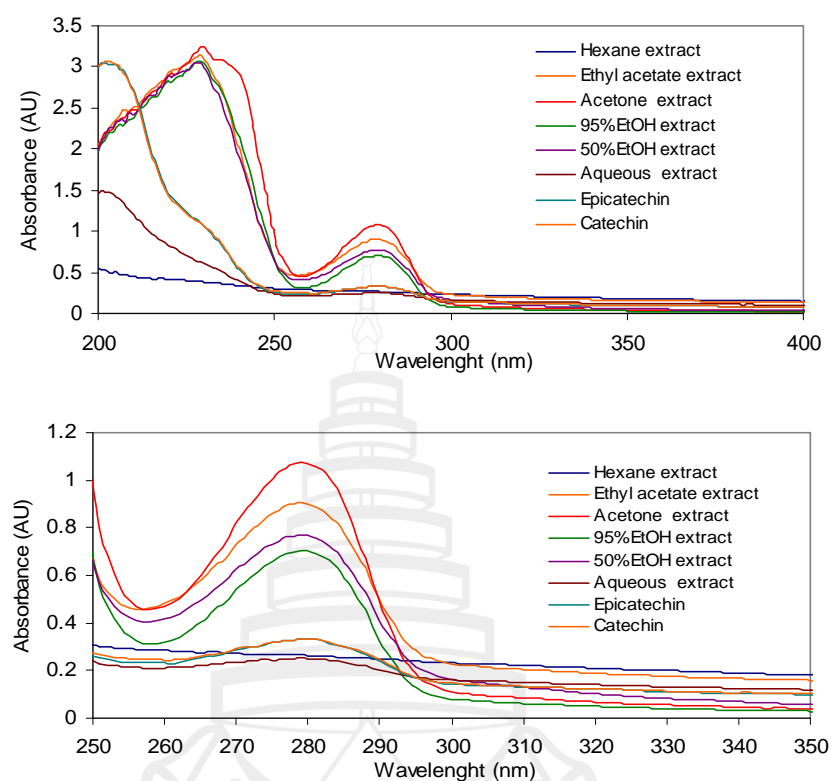 3.5
3
2.5
2
1.5
1
0.5
0
Absorbance (AU)
200
250
300
350
400
Wavelenght (nm)
Hexane extract
Ethyl acetate extract
Acetone extract
95%EtOH extract
50%EtOH extract
Aqueous extract
Epicatechin
Catechin
1.2
1
0.8
0.6
0.4
0.2
0
Absorbance (AU)
250
260
270
280
290
300
310
320
330
340
350
Wavelenght (nm)
Hexane extract
Ethyl acetate extract
Acetone extract
95%EtOH extract
50%EtOH extract
Aqueous extract
Epicatechin
Catechin